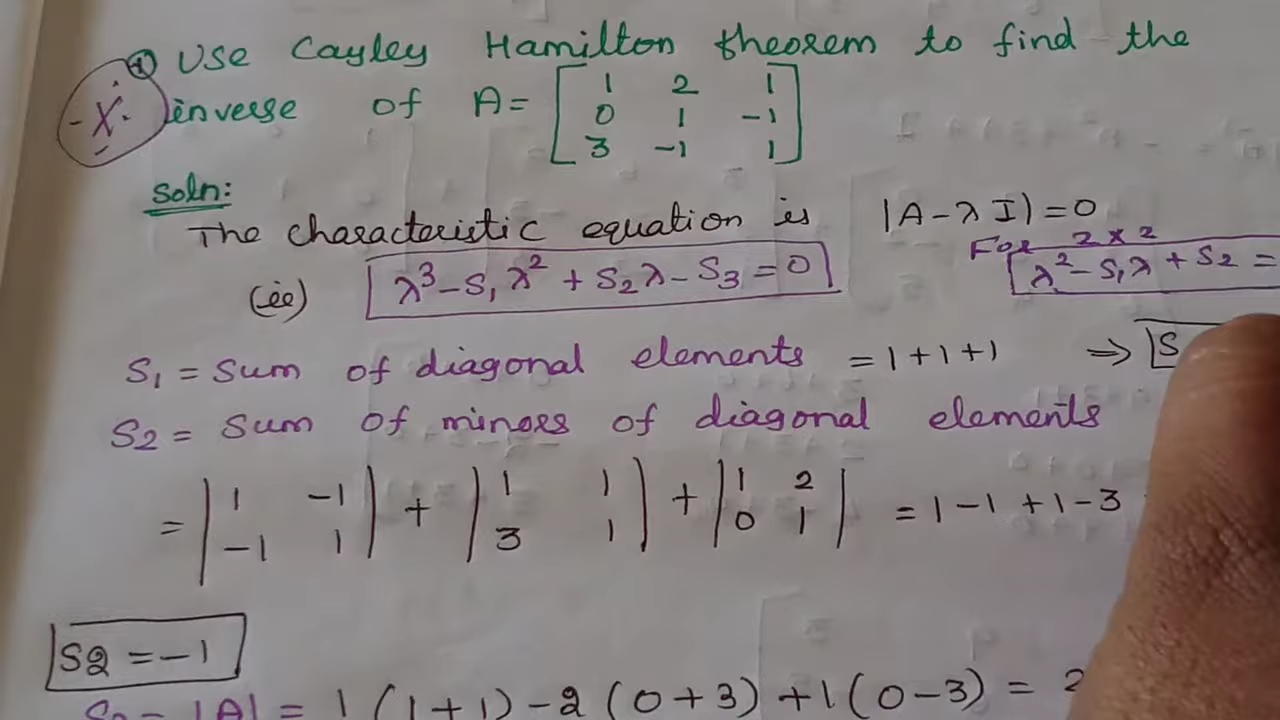 ① Use Cayley Hamilton theorem to find the
-X- inverse of A = [ 1 2 1
0 1 -1
3 -1 1 ]
Soln:
The characteristic equation is |A - λI| = 0
For 2 × 2
(ie) λ³ - S₁λ² + S₂λ - S₃ = 0 λ² - S₁λ + S₂ =
S₁ = Sum of diagonal elements = 1 + 1 + 1 ⇒ S
S2 = Sum of minors of diagonal elements
= | 1 -1 | + | 1 1 | + | 1 2 | = 1 - 1 + 1 - 3
| -1 1 | | 3 1 | | 0 1 |
S2 = -1
|A| = 1 (1+1) - 2 (0+3) + 1 (0-3) = 2